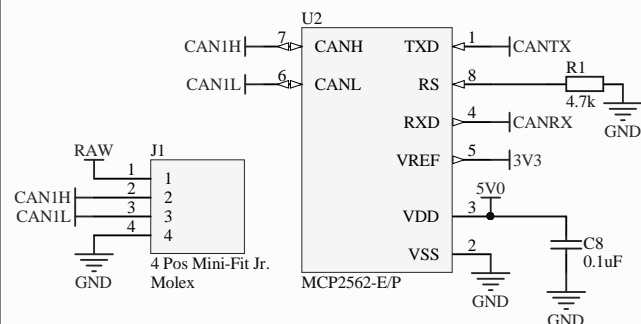 U2
CAN1H 7 CANH TXD 1 CANTX
CAN1L 6 CANL RS 8 R1
4.7k
GND
RXD 4 CANRX
VREF 5 3V3
RAW J1
1 1
CAN1H 2 2
CAN1L 3 3
4 4
GND
4 Pos Mini-Fit Jr.
Molex
5V0
VDD 3
C8
0.1uF
VSS 2
GND
GND
MCP2562-E/P